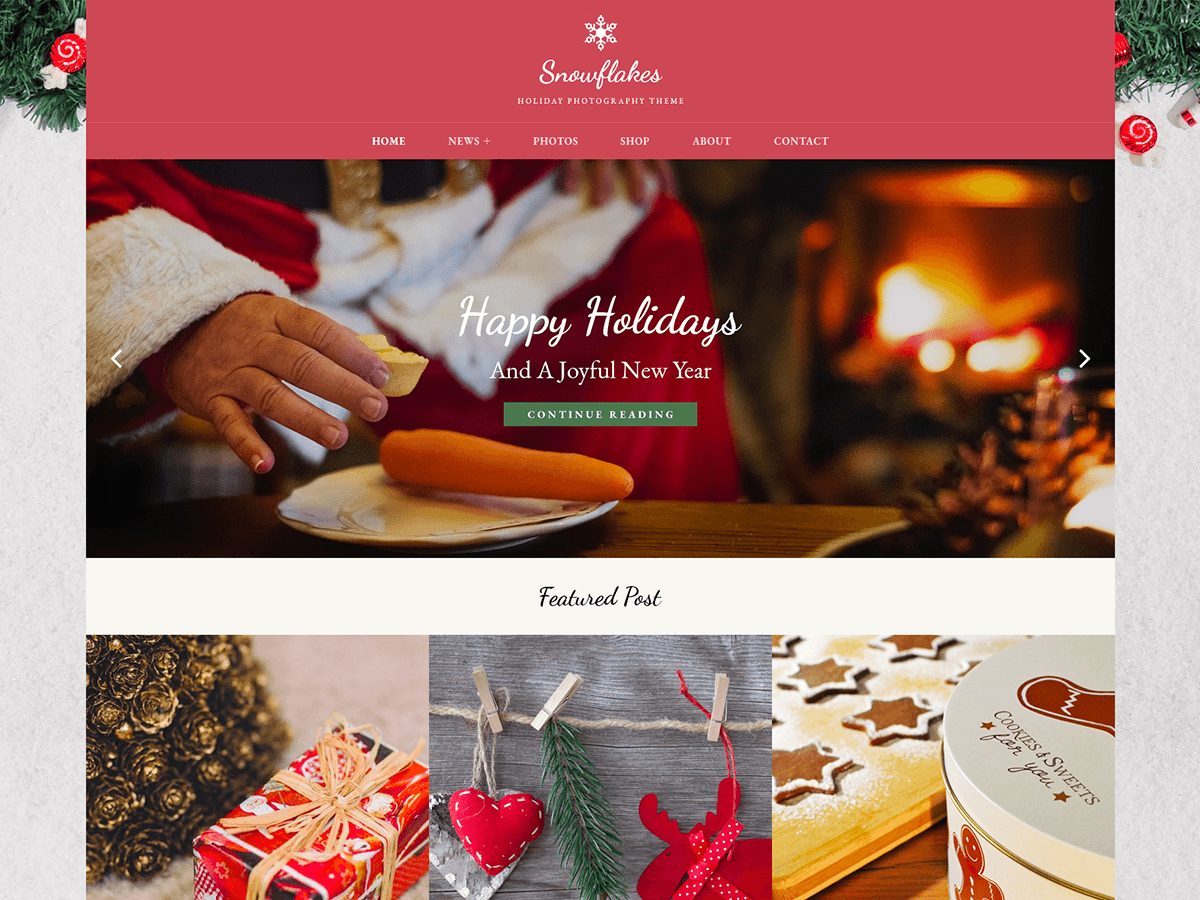 Snowflakes
HOLIDAY PHOTOGRAPHY THEME
HOME NEWS + PHOTOS SHOP ABOUT CONTACT
Happy Holidays
And A Joyful New Year
CONTINUE READING
Featured Post
COOKIES & SWEETS
for you